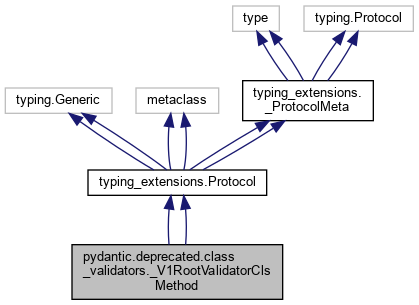 type
typing.Protocol
typing.Generic
metaclass
typing_extensions.
_ProtocolMeta
typing_extensions.Protocol
pydantic.deprecated.class
_validators._V1RootValidatorCls
Method